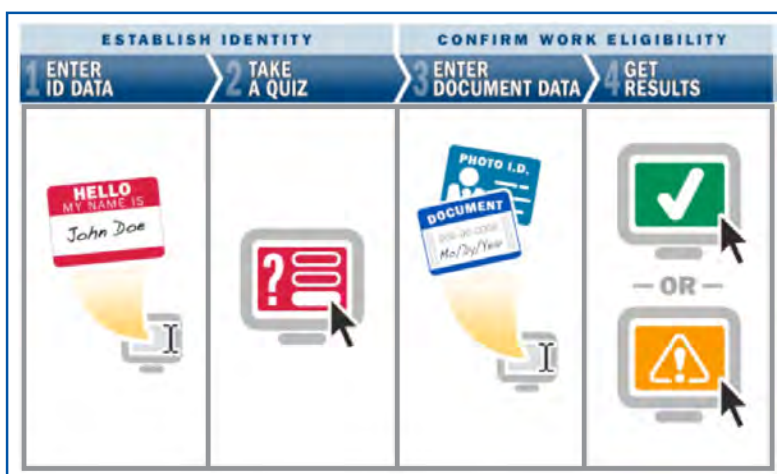 ESTABLISH IDENTITY
CONFIRM WORK ELIGIBILITY
1 ENTER
ID DATA
2 TAKE
A QUIZ
3 ENTER
DOCUMENT DATA
4 GET
RESULTS
HELLO
MY NAME IS
John Doe
?
PHOTO I.D.
DOCUMENT
Mo/Dy/Year
— OR —